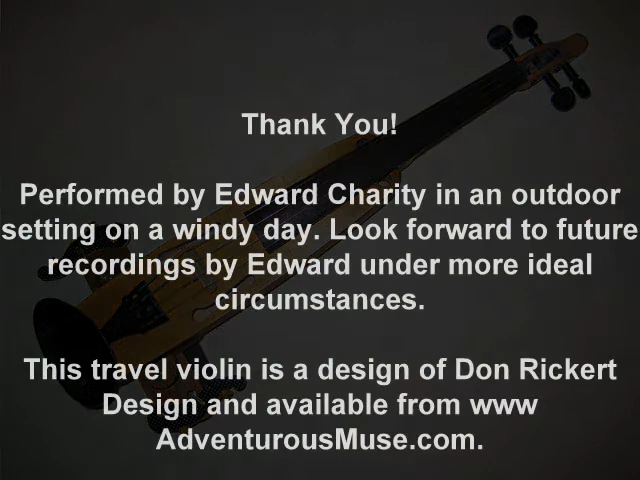 Thank You!
Performed by Edward Charity in an outdoor
setting on a windy day. Look forward to future
recordings by Edward under more ideal
circumstances.
This travel violin is a design of Don Rickert
Design and available from www
AdventurousMuse.com.